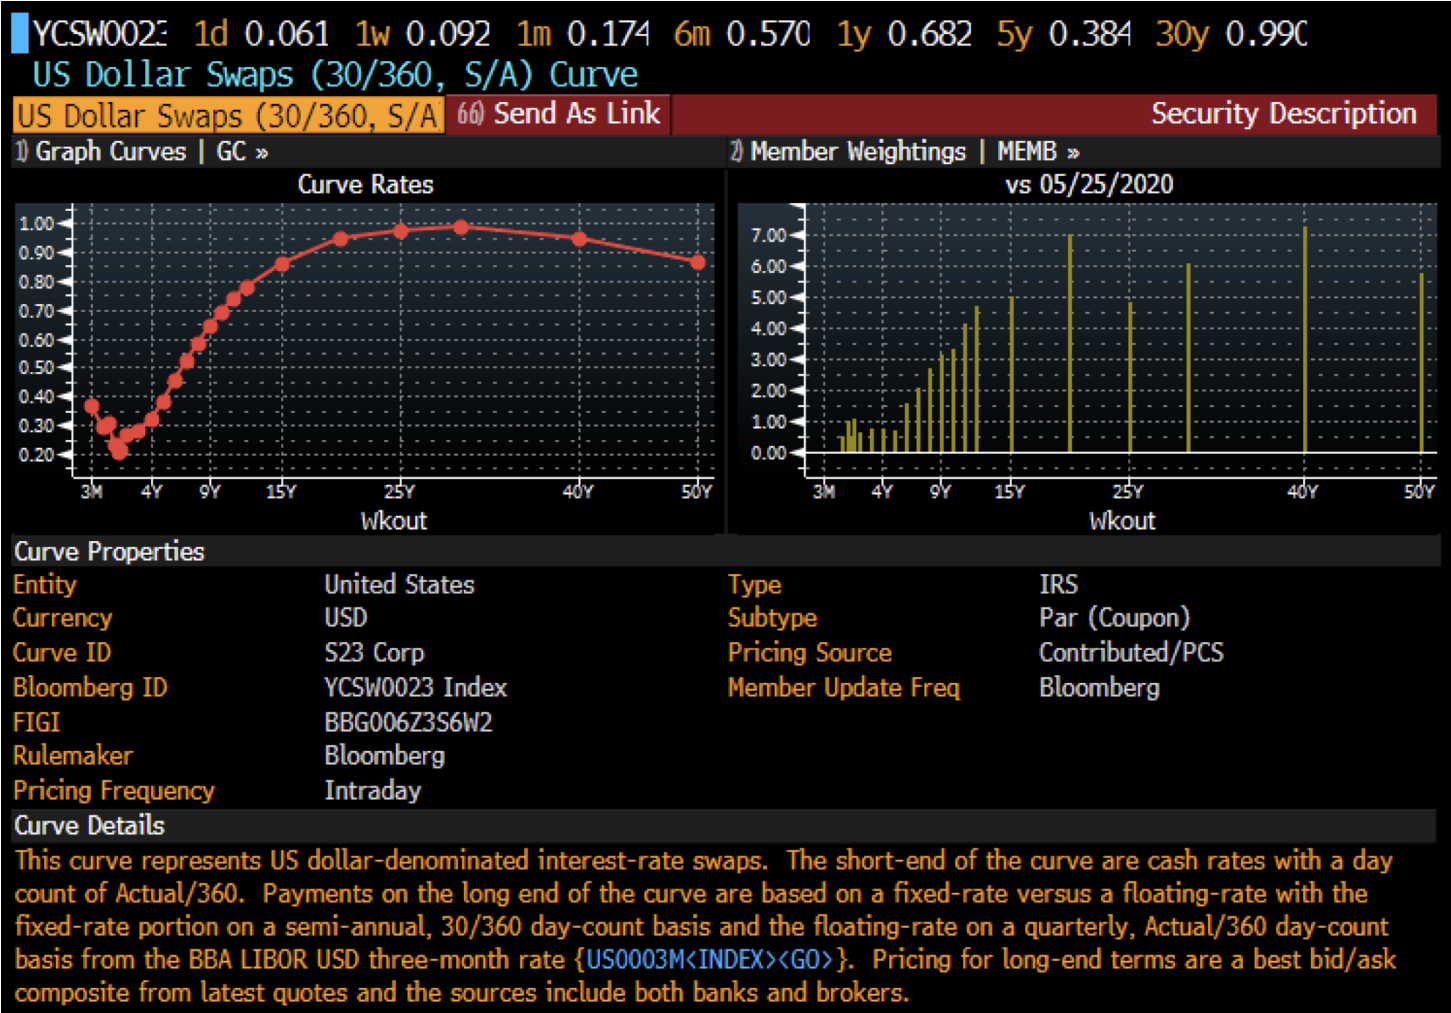 YCSW0023 1d 0.061 1w 0.092 1m 0.174 6m 0.570 1y 0.682 5y 0.384 30y 0.990
US Dollar Swaps (30/360, S/A) Curve
US Dollar Swaps (30/360, S/A) 66) Send As Link Security Description
1) Graph Curves | GC » 2) Member Weightings | MEMB »
Curve Rates vs 05/25/2020
1.00
0.90
0.80
0.70
0.60
0.50
0.40
0.30
0.20
3M 4Y 9Y 15Y 25Y 40Y 50Y
Wkout
7.00
6.00
5.00
4.00
3.00
2.00
1.00
0.00
3M 4Y 9Y 15Y 25Y 40Y 50Y
Wkout
Curve Properties
Entity United States Type IRS
Currency USD Subtype Par (Coupon)
Curve ID S23 Corp Pricing Source Contributed/PCS
Bloomberg ID YCSW0023 Index Member Update Freq Bloomberg
FIGI BBG006Z3S6W2
Rulemaker Bloomberg
Pricing Frequency Intraday
Curve Details
This curve represents US dollar-denominated interest-rate swaps. The short-end of the curve are cash rates with a day
count of Actual/360. Payments on the long end of the curve are based on a fixed-rate versus a floating-rate with the
fixed-rate portion on a semi-annual, 30/360 day-count basis and the floating-rate on a quarterly, Actual/360 day-count
basis from the BBA LIBOR USD three-month rate {US0003M<INDEX><GO>}. Pricing for long-end terms are a best bid/ask
composite from latest quotes and the sources include both banks and brokers.